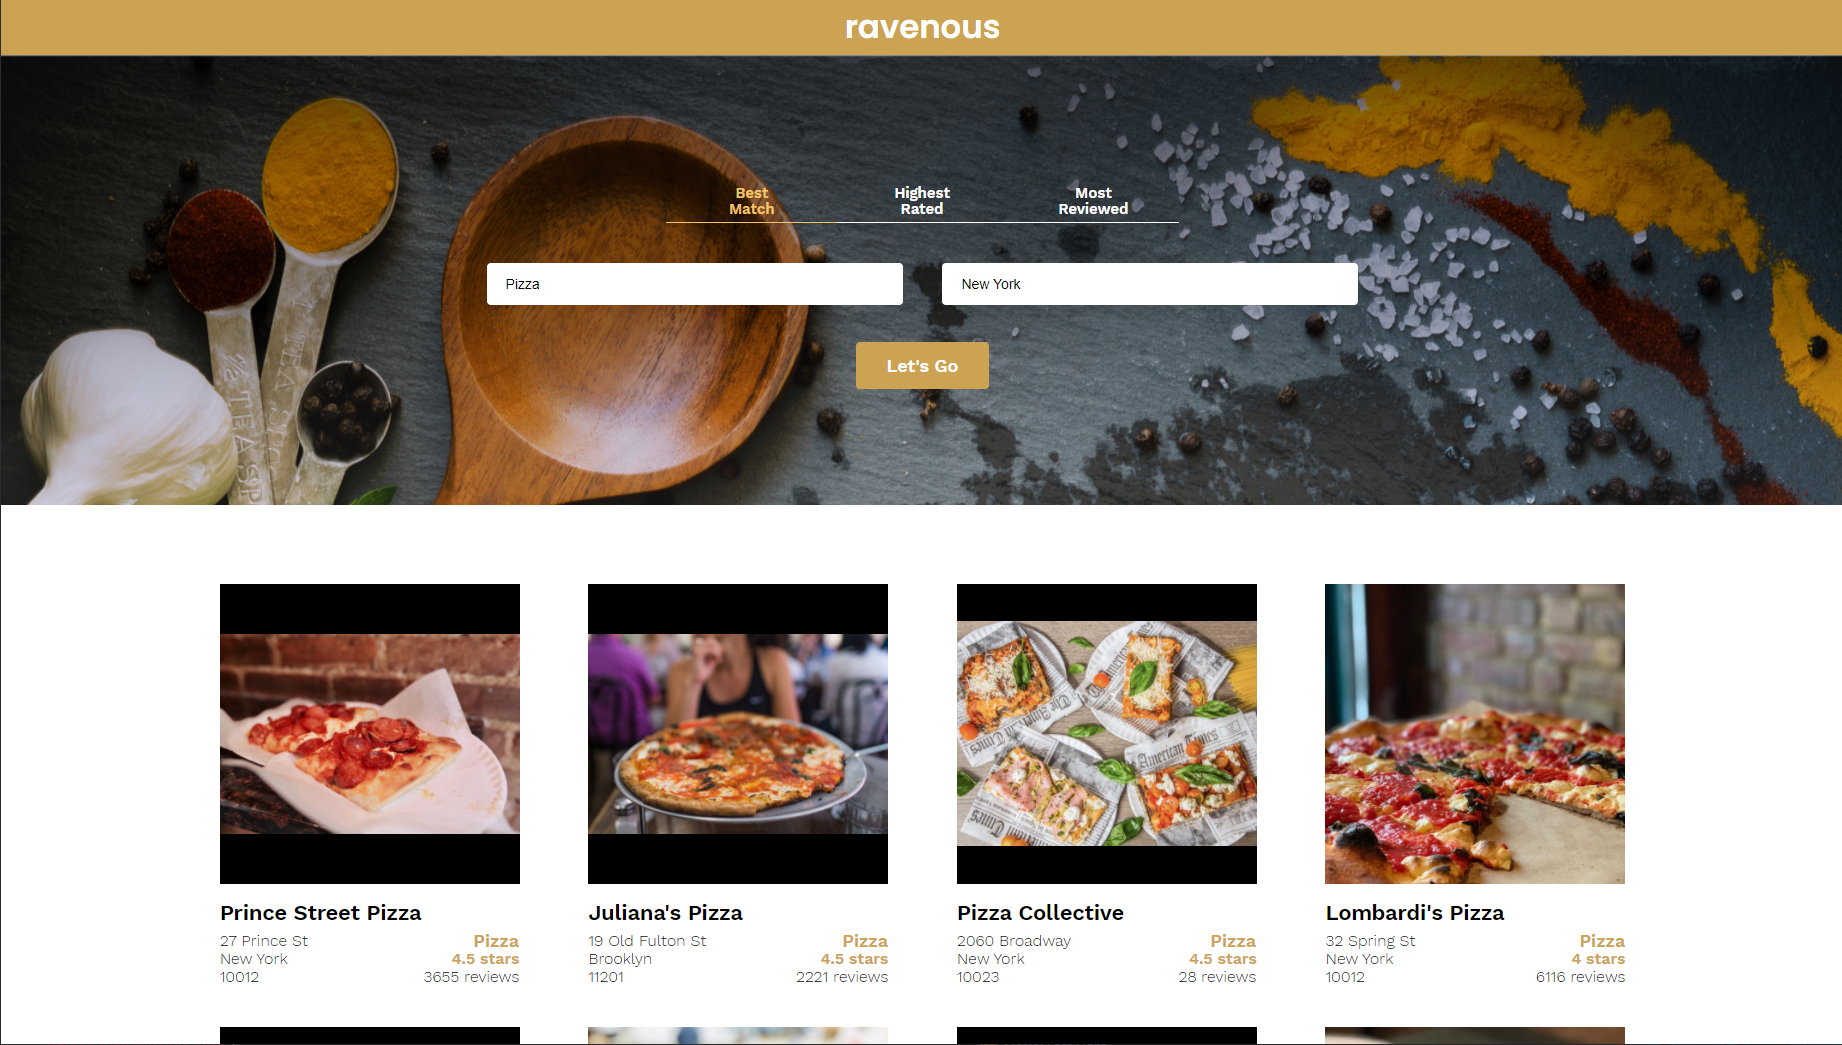 ravenous
Best
Match
Highest
Rated
Most
Reviewed
Pizza
New York
Let's Go
Prince Street Pizza
27 Prince St
New York
10012
Pizza
4.5 stars
3655 reviews
Juliana's Pizza
19 Old Fulton St
Brooklyn
11201
Pizza
4.5 stars
2221 reviews
Pizza Collective
2060 Broadway
New York
10023
Pizza
4.5 stars
28 reviews
Lombardi's Pizza
32 Spring St
New York
10012
Pizza
4 stars
6116 reviews